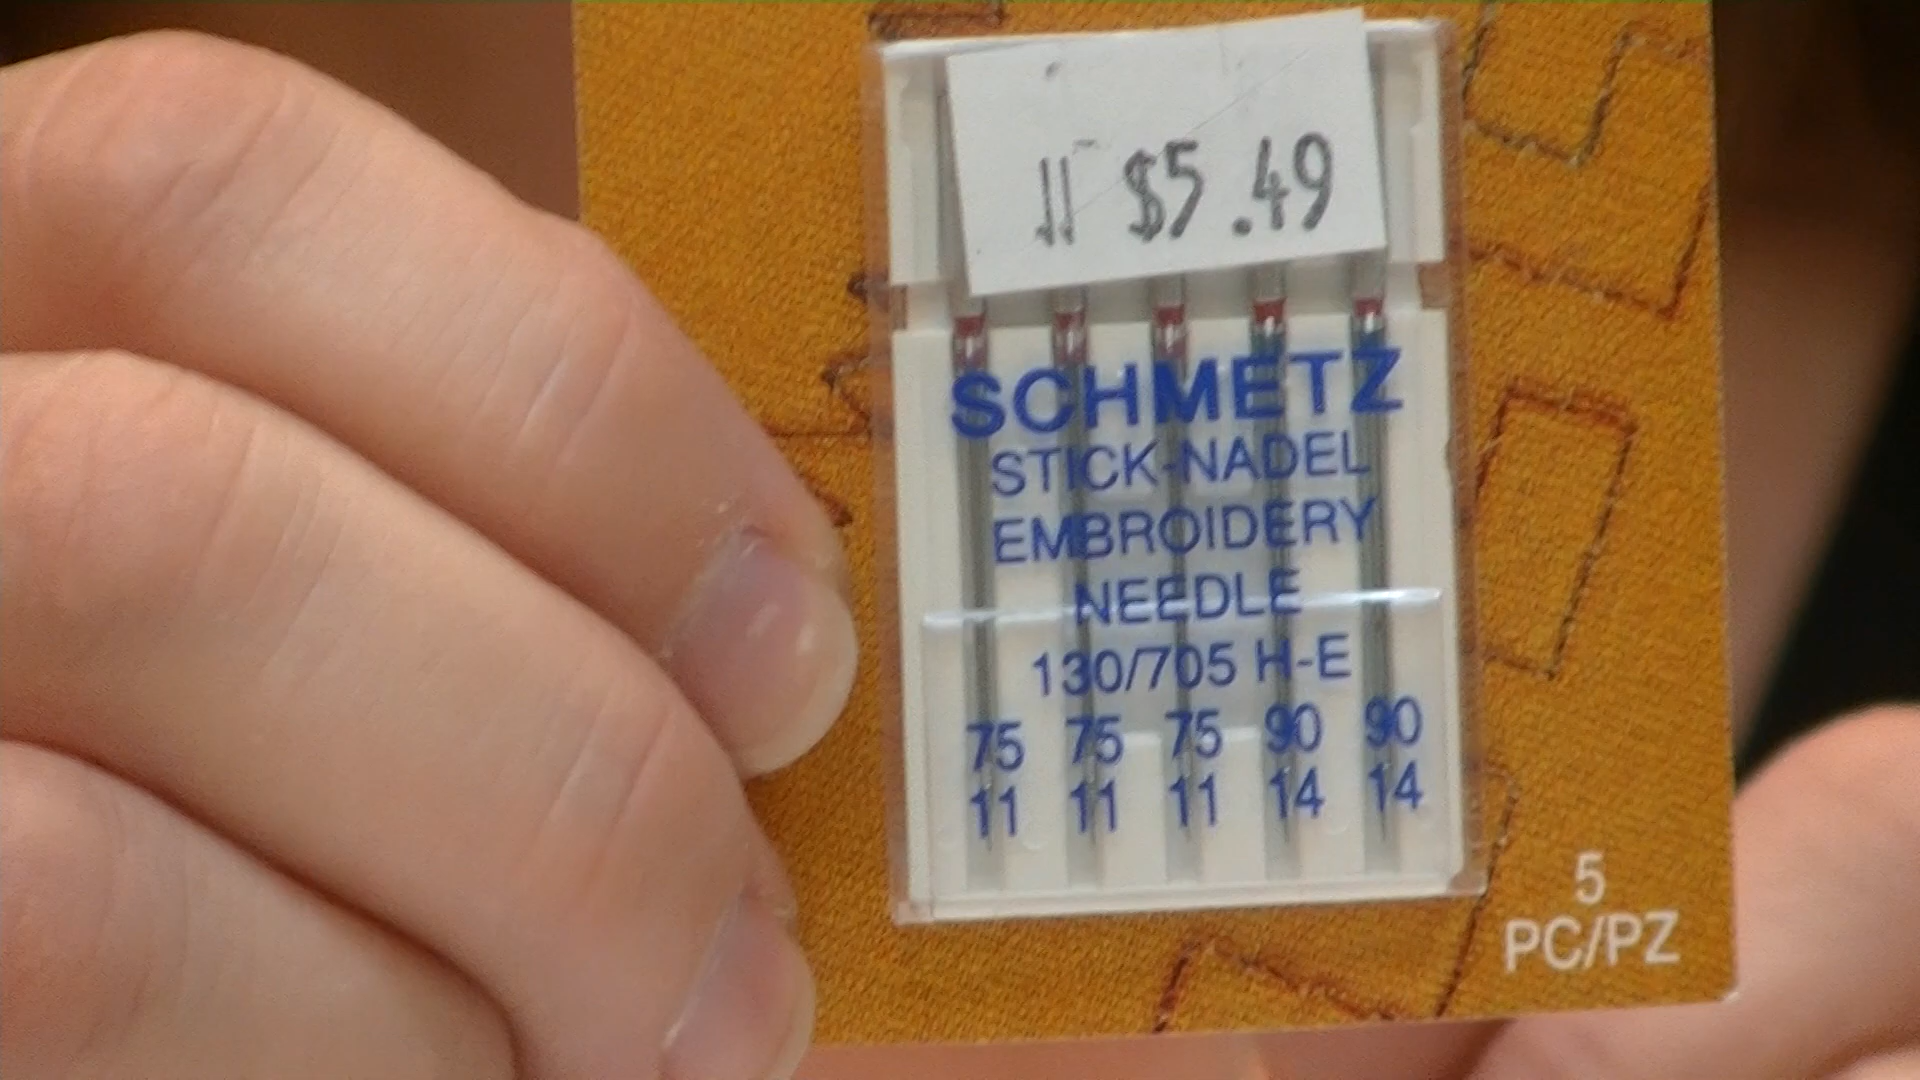 $5.49
SCHMETZ
STICK-NADEL
EMBROIDERY
NEEDLE
130/705 H-E
75 75 75 90 90
11 11 11 14 14
5
PC/PZ